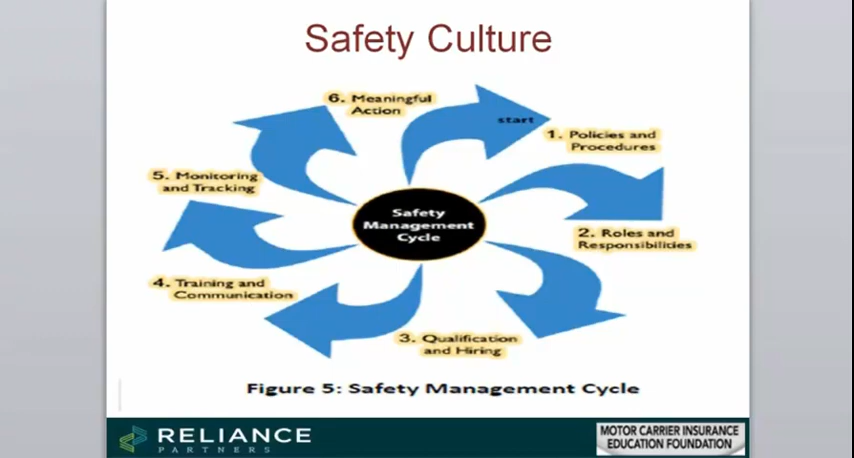 Safety Culture
start
1. Policies and
Procedures
2. Roles and
Responsibilities
3. Qualification
and Hiring
4. Training and
Communication
5. Monitoring
and Tracking
6. Meaningful
Action
Safety
Management
Cycle
Figure 5: Safety Management Cycle
RELIANCE
PARTNERS
MOTOR CARRIER INSURANCE
EDUCATION FOUNDATION